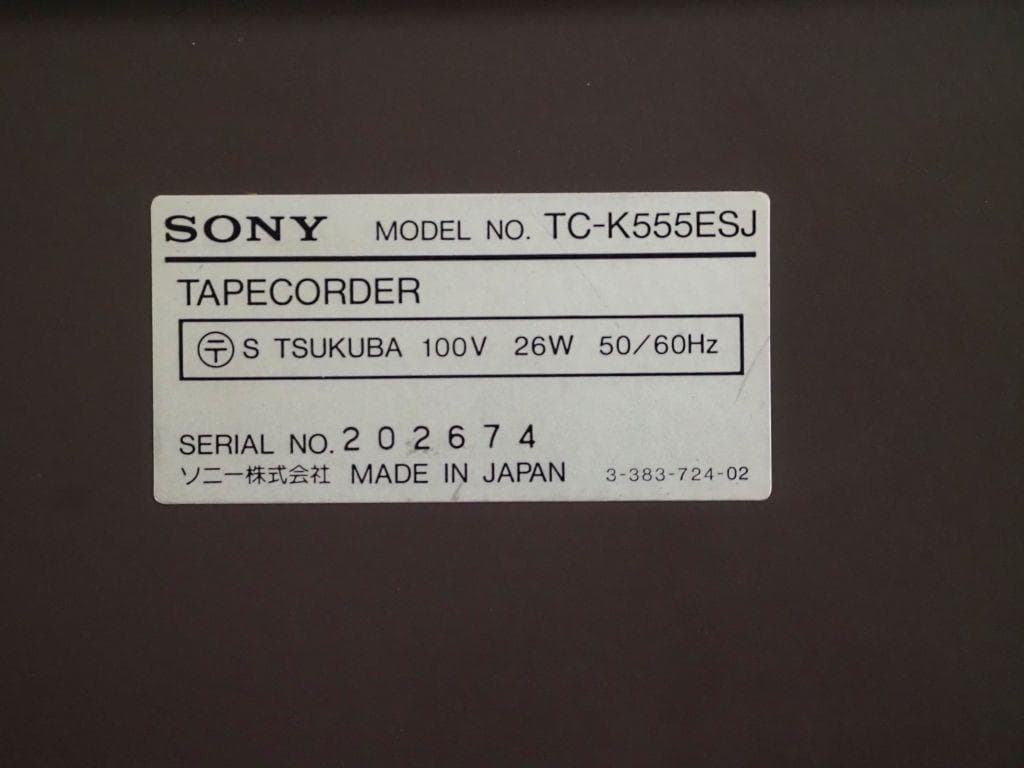 SONY MODEL NO. TC-K555ESJ
TAPECORDER
〶 S TSUKUBA 100V 26W 50/60Hz
SERIAL NO. 202674
ソニー株式会社 MADE IN JAPAN 3-383-724-02